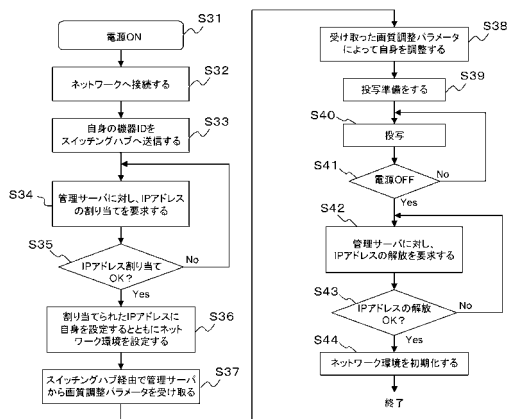 電源ON
S31
ネットワークへ接続する
S32
自身の機器IDを
スイッチングハブへ送信する
S33
管理サーバに対し、IPアドレス
の割り当てを要求する
S34
IPアドレス割り当て
OK?
S35
No
Yes
割り当てられたIPアドレスに
自身を設定するとともにネット
ワーク環境を設定する
S36
スイッチングハブ経由で管理サーバ
から画質調整パラメータを受け取る
S37
受け取った画質調整パラメータ
によって自身を調整する
S38
投写準備をする
S39
投写
S40
電源OFF
S41
No
Yes
管理サーバに対し、
IPアドレスの解放を要求する
S42
IPアドレスの解放
OK?
S43
No
Yes
ネットワーク環境を初期化する
S44
終了